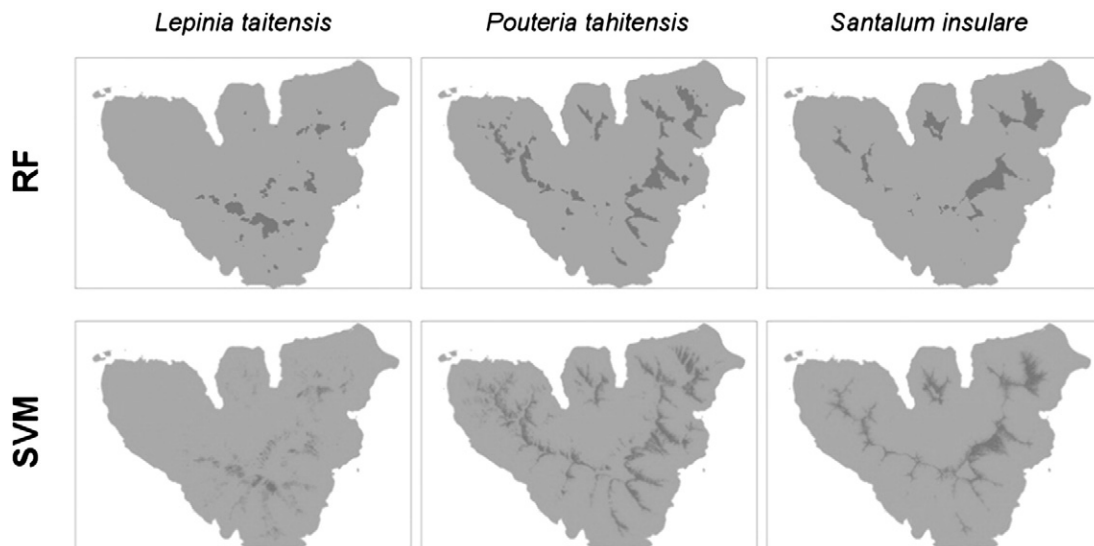 Lepinia taitensis
Pouteria tahitensis
Santalum insulare
RF
SVM